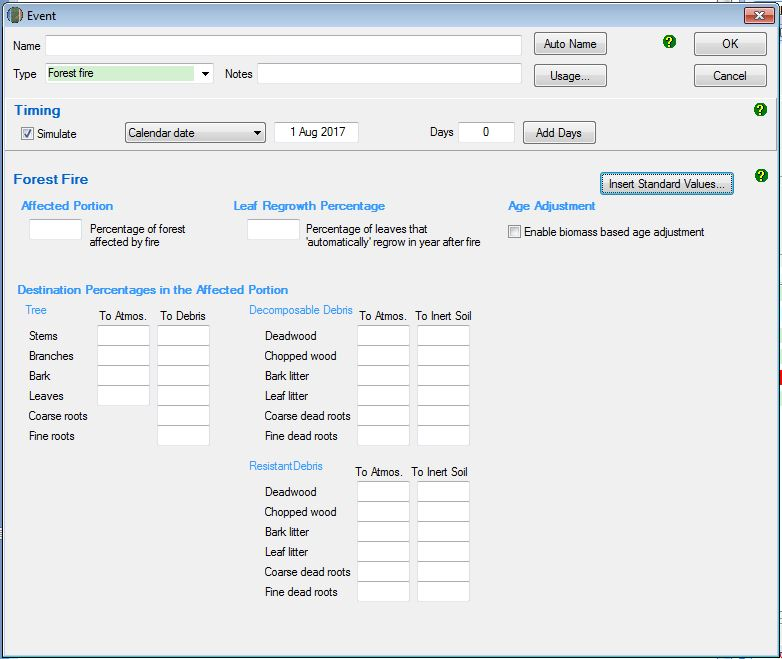 Event
Name Auto Name ? OK
Type Forest fire Notes Usage... Cancel
Timing ?
Simulate Calendar date 1 Aug 2017 Days 0 Add Days
Forest Fire Insert Standard Values... ?
Affected Portion Leaf Regrowth Percentage Age Adjustment
Percentage of forest Percentage of leaves that Enable biomass based age adjustment
affected by fire 'automatically' regrow in year after fire
Destination Percentages in the Affected Portion
Tree To Atmos. To Debris Decomposable Debris To Atmos. To Inert Soil
Stems Deadwood
Branches Chopped wood
Bark Bark litter
Leaves Leaf litter
Coarse roots Coarse dead roots
Fine roots Fine dead roots
ResistantDebris To Atmos. To Inert Soil
Deadwood
Chopped wood
Bark litter
Leaf litter
Coarse dead roots
Fine dead roots